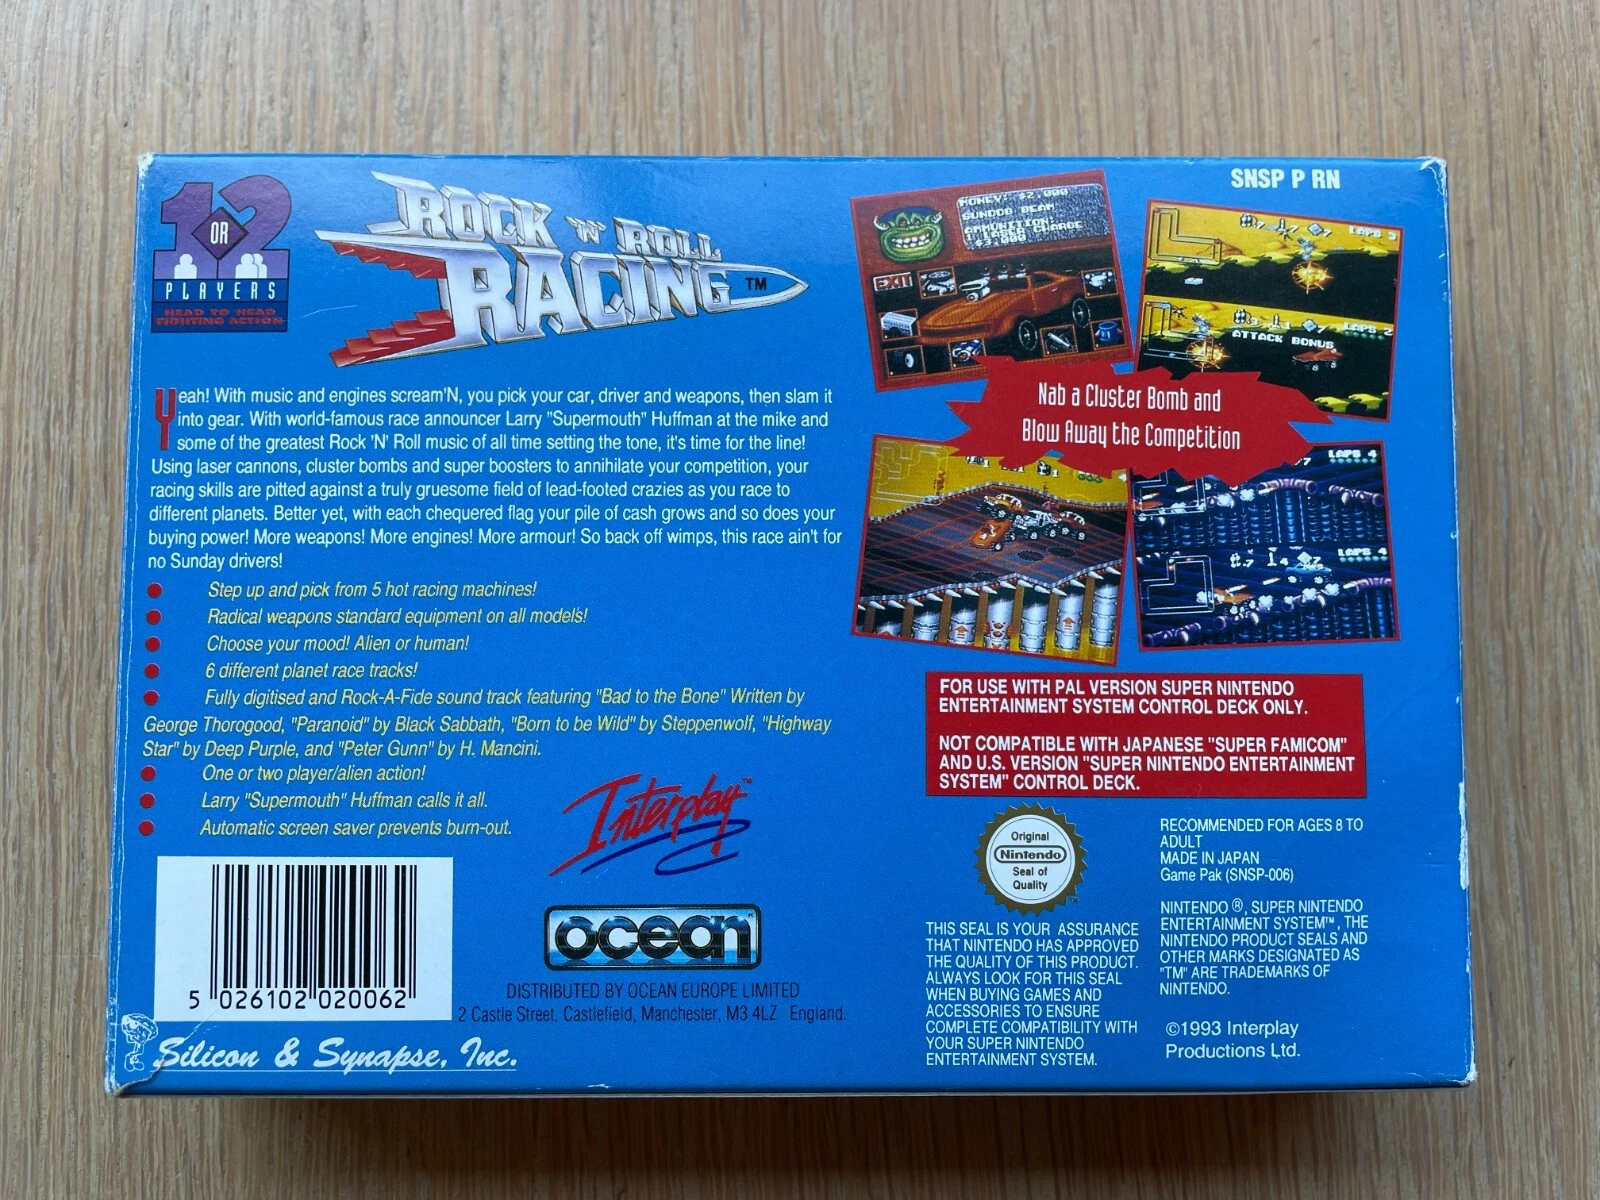 1 OR 2
PLAYERS
HEAD TO HEAD
FIGHTING ACTION
ROCK 'N' ROLL
RACING™
SNSP P RN
Yeah! With music and engines scream'N, you pick your car, driver and weapons, then slam it
into gear. With world-famous race announcer Larry "Supermouth" Huffman at the mike and
some of the greatest Rock 'N' Roll music of all time setting the tone, it's time for the line!
Using laser cannons, cluster bombs and super boosters to annihilate your competition, your
racing skills are pitted against a truly gruesome field of lead-footed crazies as you race to
different planets. Better yet, with each chequered flag your pile of cash grows and so does your
buying power! More weapons! More engines! More armour! So back off wimps, this race ain't for
no Sunday drivers!
Step up and pick from 5 hot racing machines!
Radical weapons standard equipment on all models!
Choose your mood! Alien or human!
6 different planet race tracks!
Fully digitised and Rock-A-Fide sound track featuring "Bad to the Bone" Written by
George Thorogood, "Paranoid" by Black Sabbath, "Born to be Wild" by Steppenwolf, "Highway
Star" by Deep Purple, and "Peter Gunn" by H. Mancini.
One or two player/alien action!
Larry "Supermouth" Huffman calls it all.
Automatic screen saver prevents burn-out.
MONEY: $2,000
SUNDOG BEAM
AMMUNITION:
1 LASER CHARGE
$3,000
EXIT
LAPS 3
LAPS 2
ATTACK BONUS
Nab a Cluster Bomb and
Blow Away the Competition
LAPS 4
LAPS 4
FOR USE WITH PAL VERSION SUPER NINTENDO
ENTERTAINMENT SYSTEM CONTROL DECK ONLY.
NOT COMPATIBLE WITH JAPANESE "SUPER FAMICOM"
AND U.S. VERSION "SUPER NINTENDO ENTERTAINMENT
SYSTEM" CONTROL DECK.
Interplay™
ocean
DISTRIBUTED BY OCEAN EUROPE LIMITED
2 Castle Street, Castlefield, Manchester, M3 4LZ England.
5 026102 020062
Silicon & Synapse, Inc.
Original
Nintendo
Seal of
Quality
THIS SEAL IS YOUR ASSURANCE
THAT NINTENDO HAS APPROVED
THE QUALITY OF THIS PRODUCT.
ALWAYS LOOK FOR THIS SEAL
WHEN BUYING GAMES AND
ACCESSORIES TO ENSURE
COMPLETE COMPATIBILITY WITH
YOUR SUPER NINTENDO
ENTERTAINMENT SYSTEM.
RECOMMENDED FOR AGES 8 TO
ADULT
MADE IN JAPAN
Game Pak (SNSP-006)
NINTENDO ®, SUPER NINTENDO
ENTERTAINMENT SYSTEM™, THE
NINTENDO PRODUCT SEALS AND
OTHER MARKS DESIGNATED AS
"TM" ARE TRADEMARKS OF
NINTENDO.
©1993 Interplay
Productions Ltd.